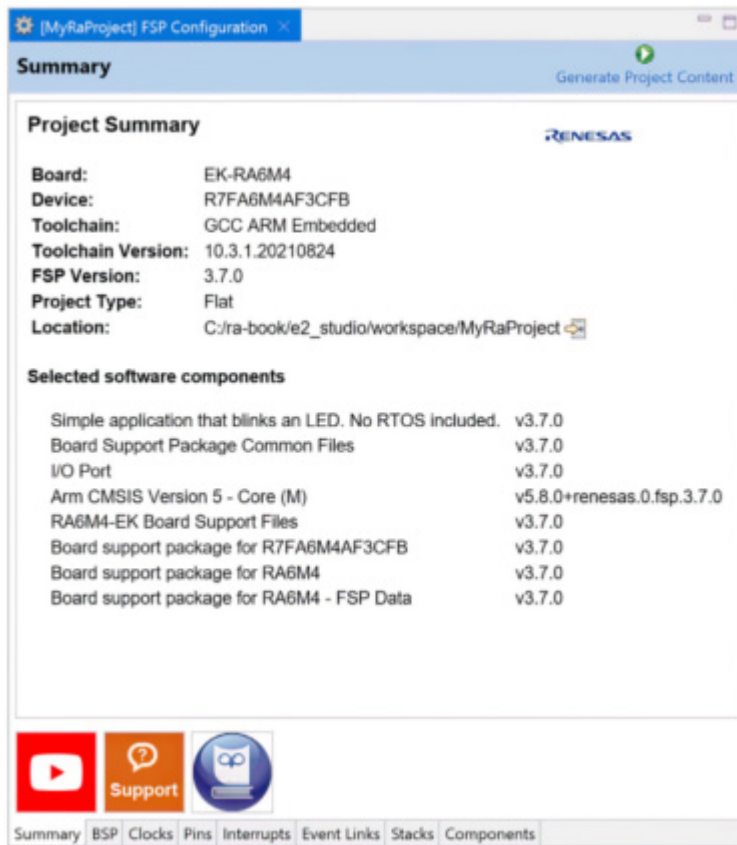 [MyRaProject] FSP Configuration
Summary
Generate Project Content
Project Summary
RENESAS
Board: EK-RA6M4
Device: R7FA6M4AF3CFB
Toolchain: GCC ARM Embedded
Toolchain Version: 10.3.1.20210824
FSP Version: 3.7.0
Project Type: Flat
Location: C:/ra-book/e2_studio/workspace/MyRaProject
Selected software components
Simple application that blinks an LED. No RTOS included. v3.7.0
Board Support Package Common Files v3.7.0
I/O Port v3.7.0
Arm CMSIS Version 5 - Core (M) v5.8.0+renesas.0.fsp.3.7.0
RA6M4-EK Board Support Files v3.7.0
Board support package for R7FA6M4AF3CFB v3.7.0
Board support package for RA6M4 v3.7.0
Board support package for RA6M4 - FSP Data v3.7.0
Support
Summary BSP Clocks Pins Interrupts Event Links Stacks Components